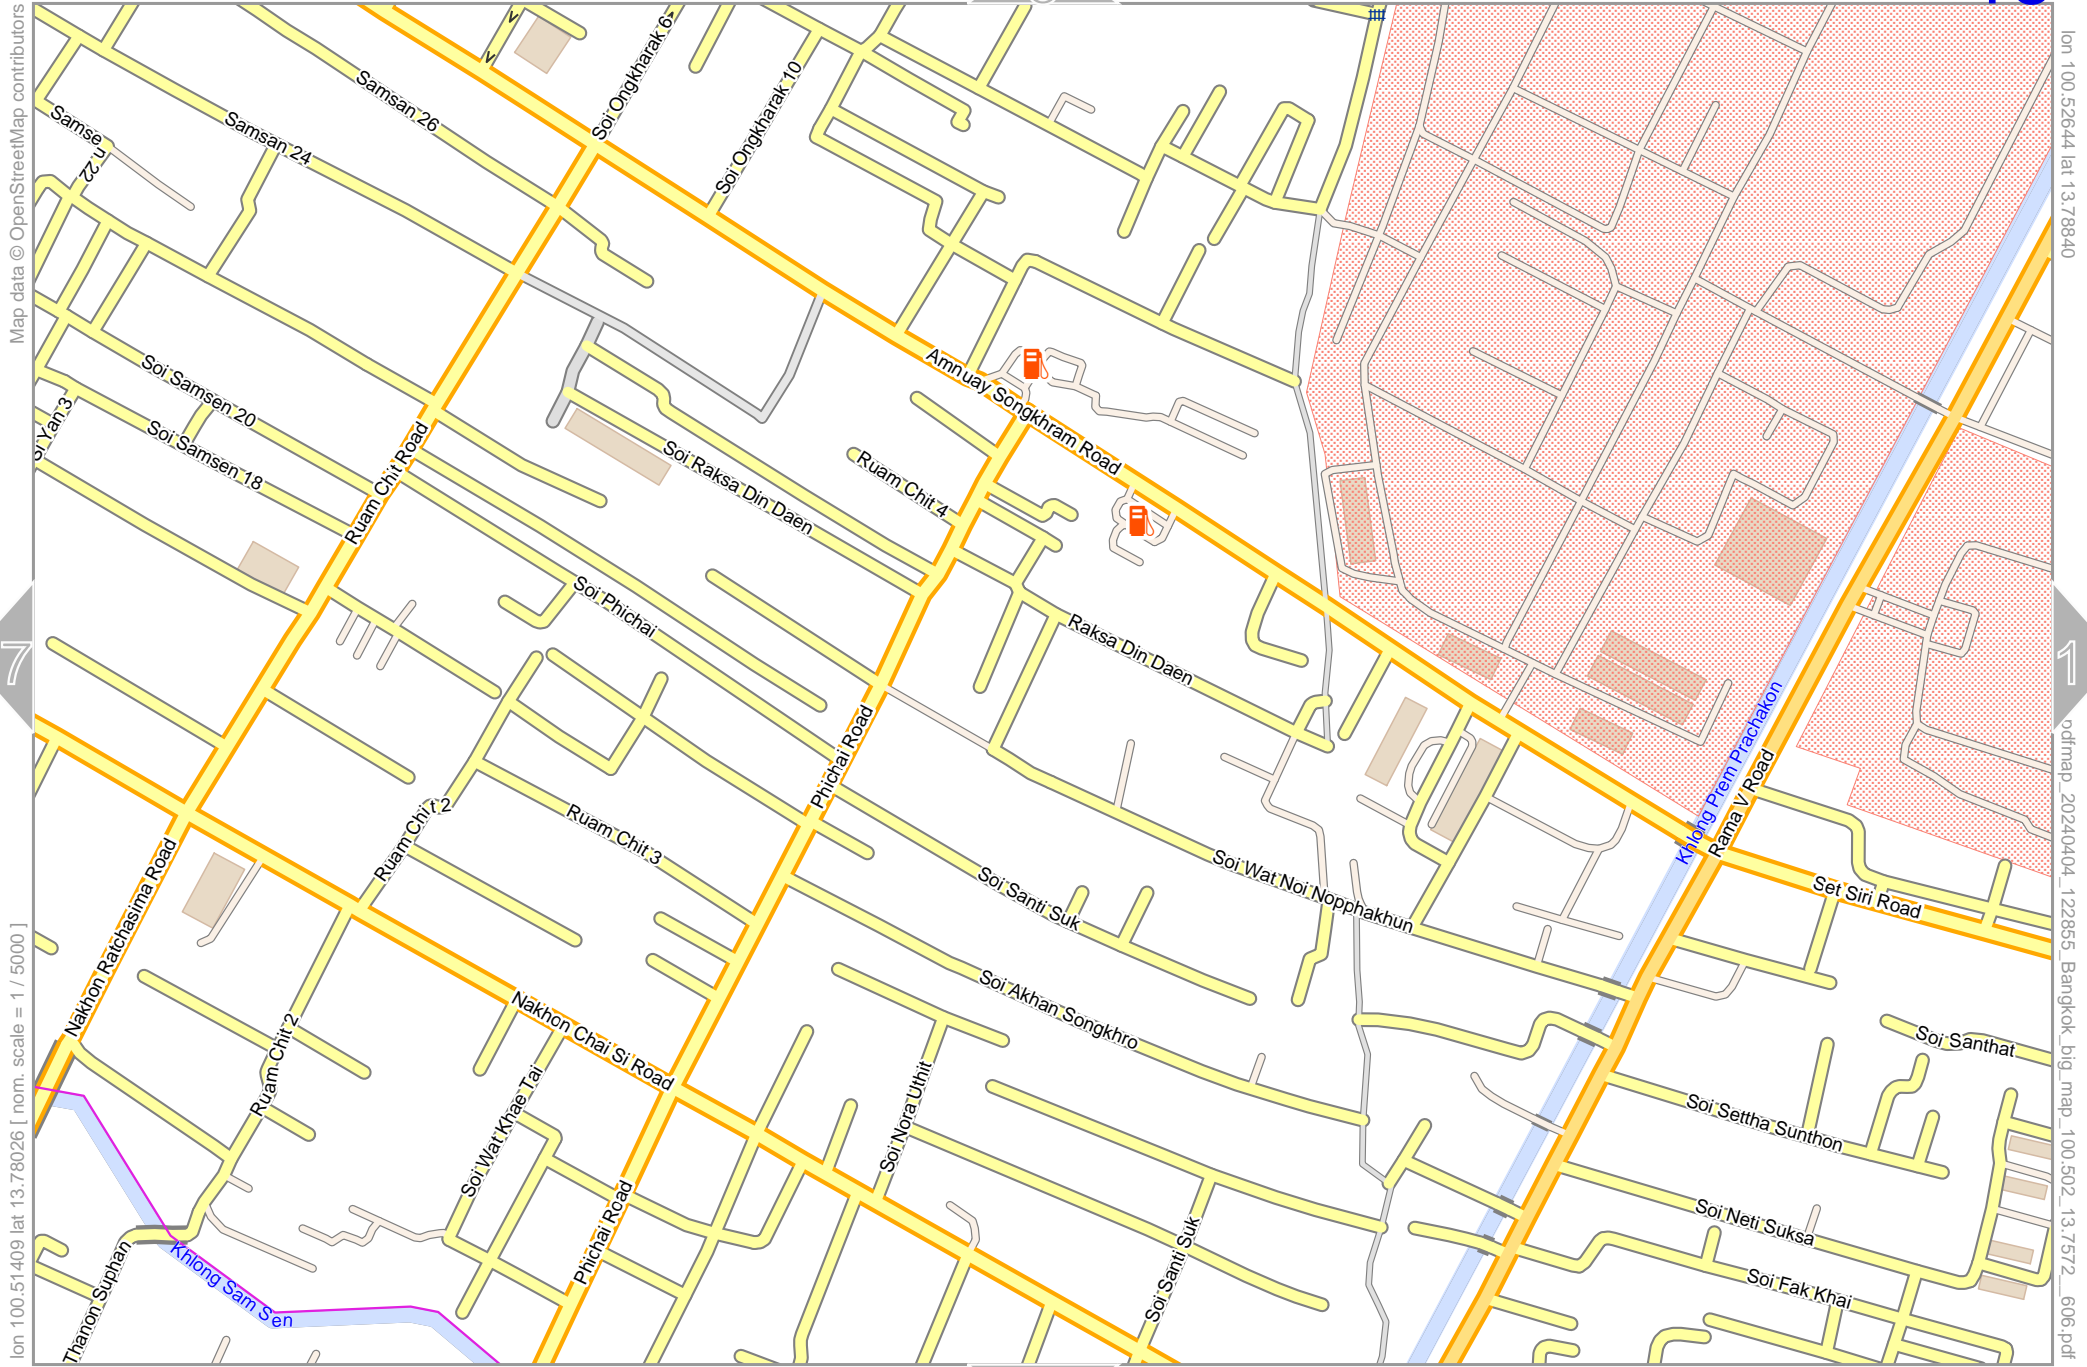 Map data © OpenStreetMap contributors
lon 100.52644 lat 13.78840
Soi Ongkharak 6
Soi Ongkharak 10
Samsan 26
Samsan 24
Samsen 22
Soi Samsen 20
Soi Samsen 18
Yan 3
Ruam Chit Road
Amnuay Songkhram Road
Soi Raksa Din Daen
Ruam Chit 4
Soi Phichai
Raksa Din Daen
7
1
Phichai Road
Khlong Prem Prachakon
Rama V Road
Ruam Chit 2
Ruam Chit 3
Nakhon Ratchasima Road
Soi Santi Suk
Soi Wat Noi Nopphakhun
Set Siri Road
Soi Akhan Songkhro
Nakhon Chai Si Road
Ruam Chit 2
Soi Wat Khae Tai
Soi Nora Uthit
Soi Santhat
Soi Settha Sunthon
Soi Neti Suksa
Soi Fak Khai
Phichai Road
Soi Santi Suk
Khlong Sam Sen
Thanon Suphan
lon 100.51409 lat 13.78026 [ nom. scale = 1 / 5000 ]
pdfmap_20240404_122855_Bangkok_big_map_100.502_13.7572__606.pdf